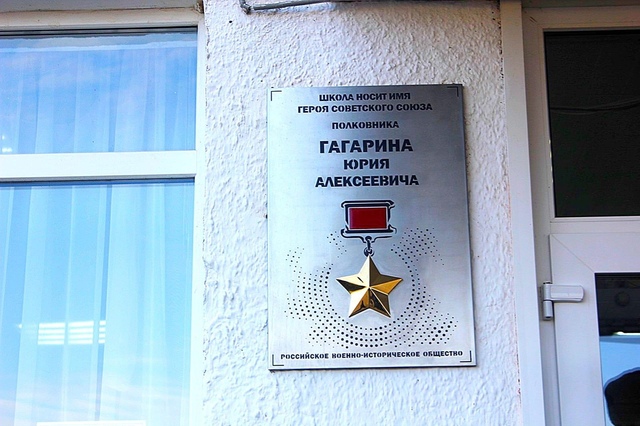 ШКОЛА НОСИТ ИМЯ
ГЕРОЯ СОВЕТСКОГО СОЮЗА
ПОЛКОВНИКА
ГАГАРИНА
ЮРИЯ
АЛЕКСЕЕВИЧА
РОССИЙСКОЕ ВОЕННО-ИСТОРИЧЕСКОЕ ОБЩЕСТВО